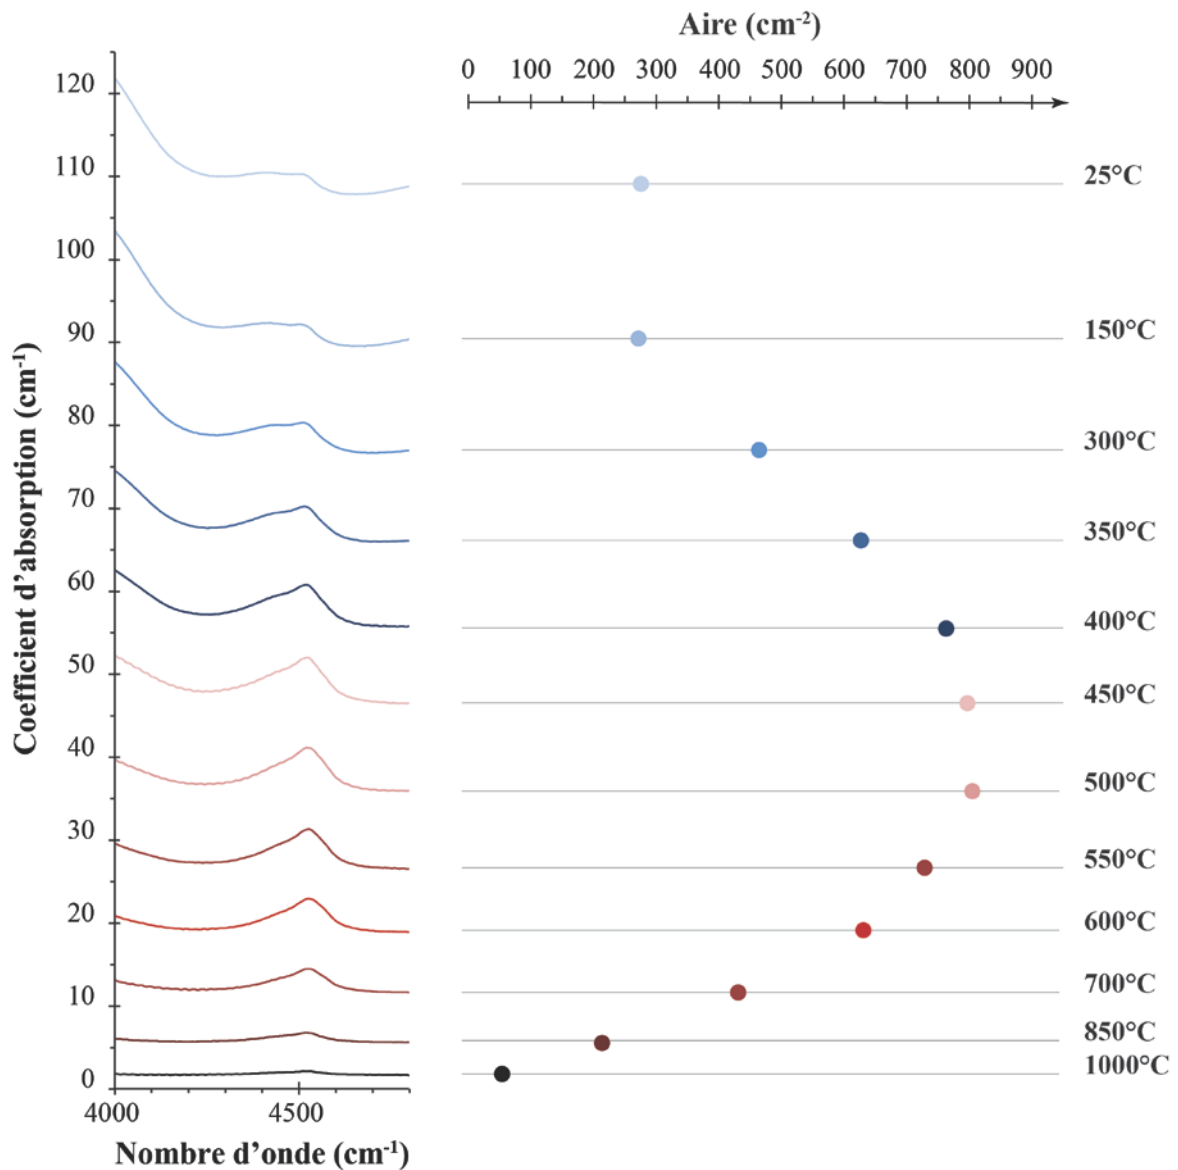 Aire (cm⁻²)
0 100 200 300 400 500 600 700 800 900
120
110
100
90
80
70
60
50
40
30
20
10
0
Coefficient d’absorption (cm⁻¹)
4000 4500
Nombre d’onde (cm⁻¹)
25°C
150°C
300°C
350°C
400°C
450°C
500°C
550°C
600°C
700°C
850°C
1000°C